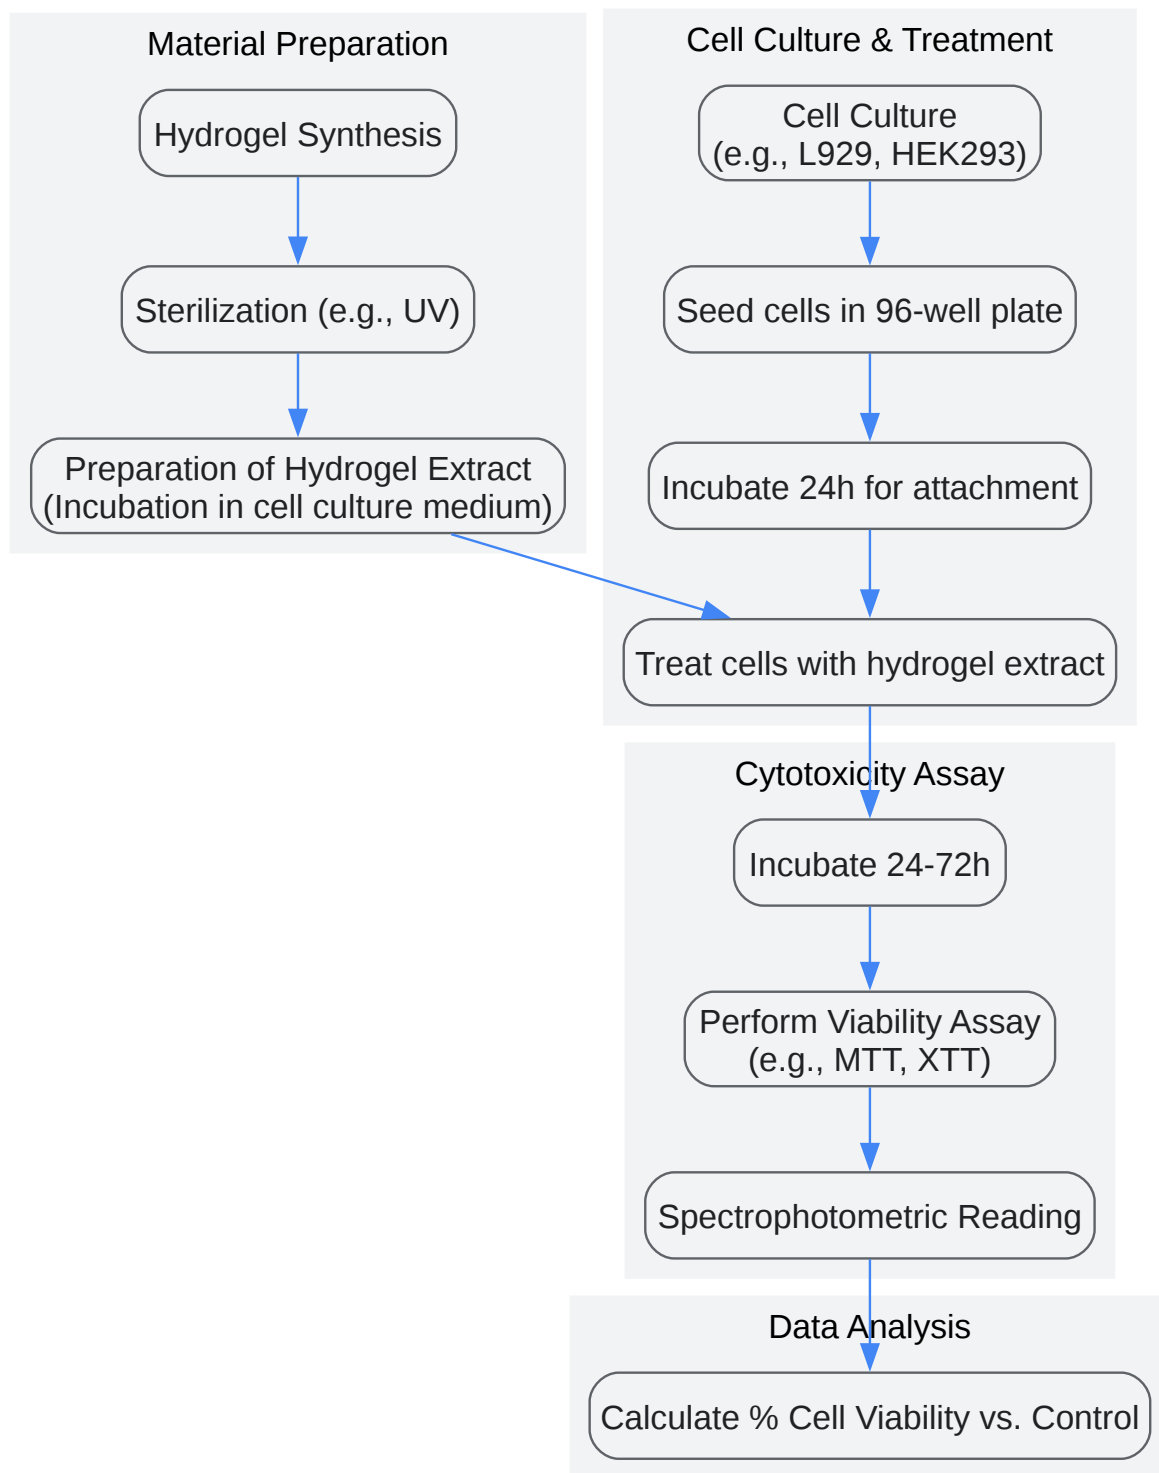 Material Preparation
Hydrogel Synthesis
Sterilization (e.g., UV)
Preparation of Hydrogel Extract
(Incubation in cell culture medium)
Cell Culture & Treatment
Cell Culture
(e.g., L929, HEK293)
Seed cells in 96-well plate
Incubate 24h for attachment
Treat cells with hydrogel extract
Cytotoxicity Assay
Incubate 24-72h
Perform Viability Assay
(e.g., MTT, XTT)
Spectrophotometric Reading
Data Analysis
Calculate % Cell Viability vs. Control